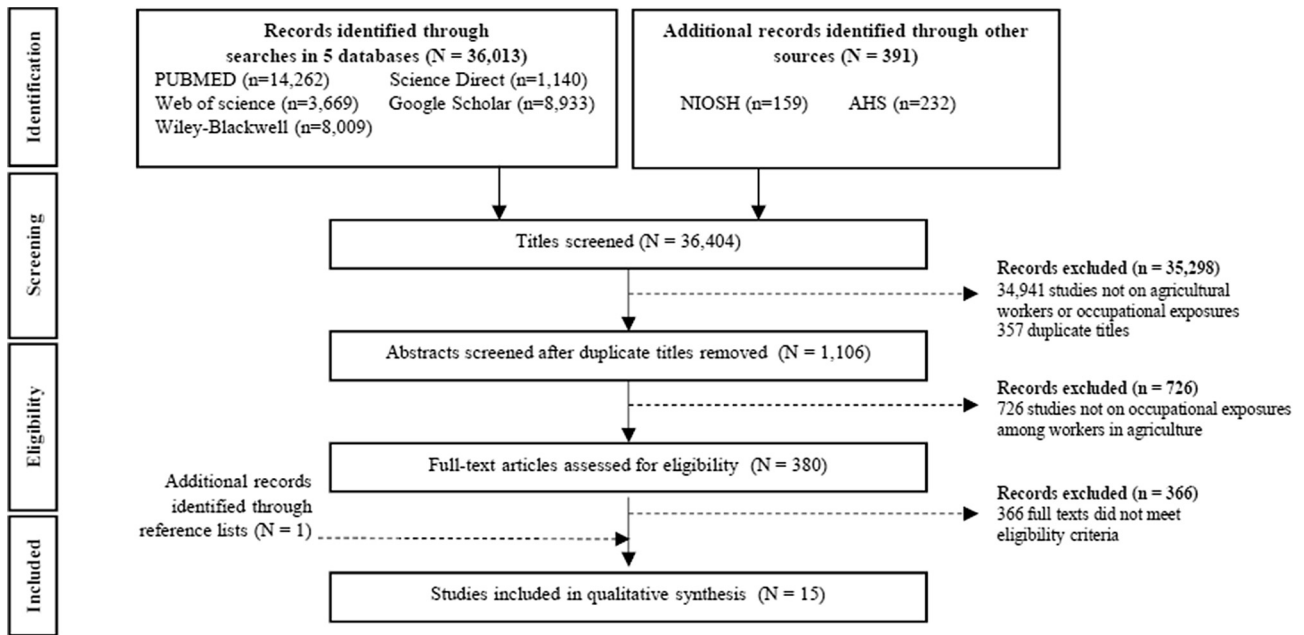 Identification
Records identified through
searches in 5 databases (N = 36,013)
PUBMED (n=14,262) Science Direct (n=1,140)
Web of science (n=3,669) Google Scholar (n=8,933)
Wiley-Blackwell (n=8,009)
Additional records identified through other
sources (N = 391)
NIOSH (n=159) AHS (n=232)
Screening
Titles screened (N = 36,404)
Records excluded (n = 35,298)
34,941 studies not on agricultural
workers or occupational exposures
357 duplicate titles
Abstracts screened after duplicate titles removed (N = 1,106)
Eligibility
Records excluded (n = 726)
726 studies not on occupational exposures
among workers in agriculture
Full-text articles assessed for eligibility (N = 380)
Additional records
identified through
reference lists (N = 1)
Records excluded (n = 366)
366 full texts did not meet
eligibility criteria
Included
Studies included in qualitative synthesis (N = 15)